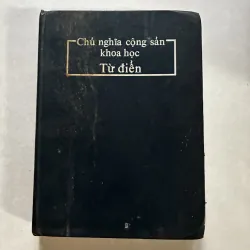 Chủ nghĩa cộng sản
khoa học
Từ điển